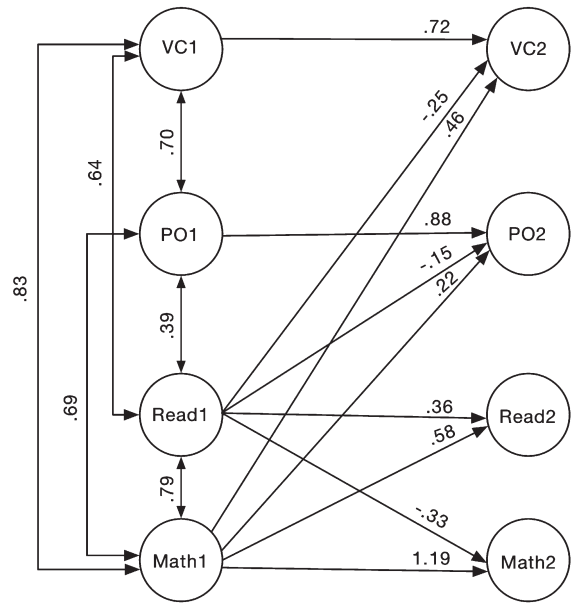 VC1
.72
VC2
-.25
.46
.70
.64
PO1
.88
PO2
-.15
.22
.83
.39
.69
Read1
.36
Read2
.58
.79
-.33
Math1
1.19
Math2